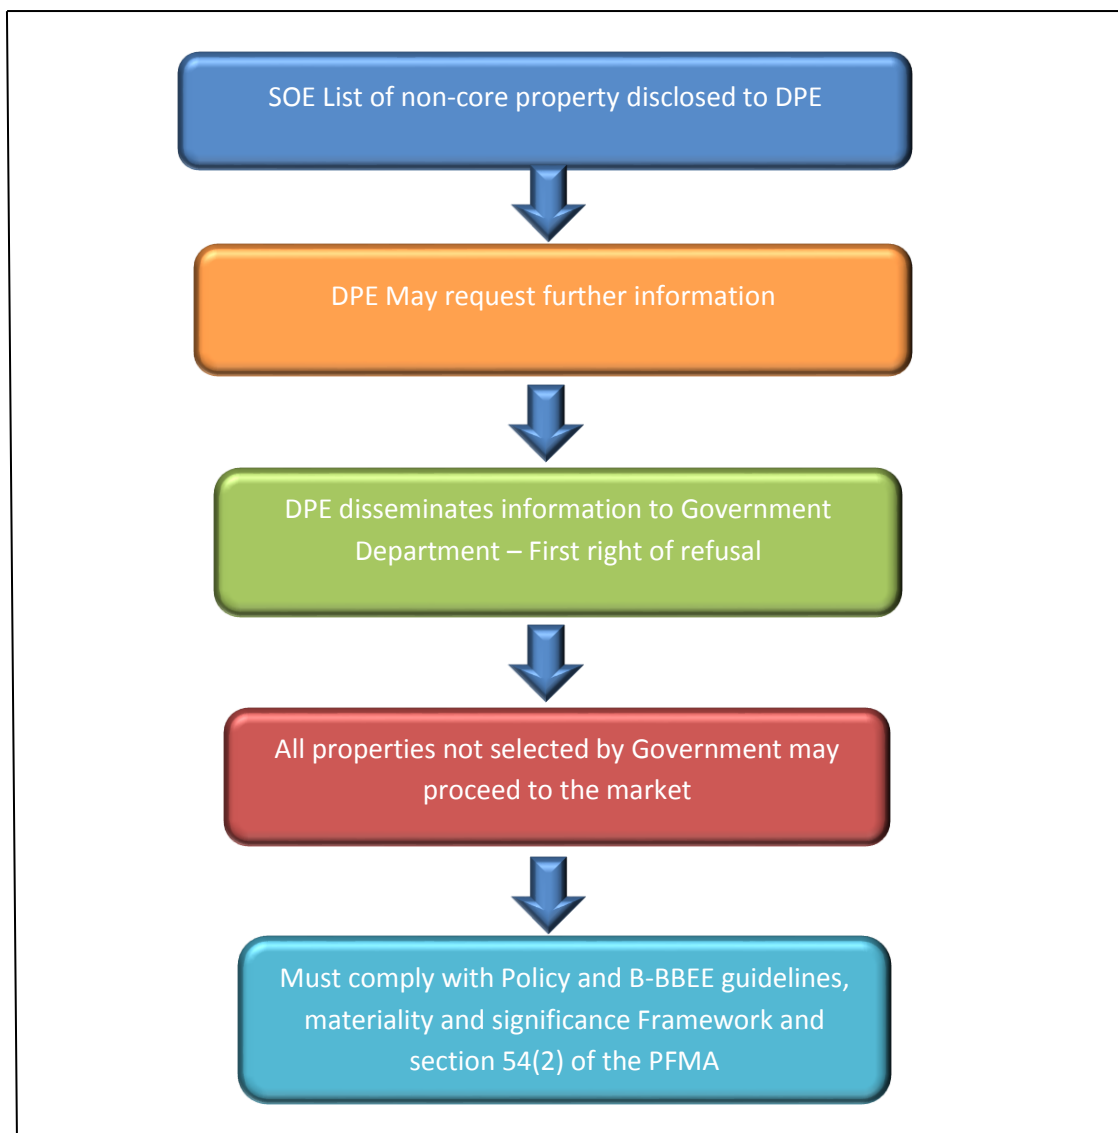 SOE List of non-core property disclosed to DPE
DPE May request further information
DPE disseminates information to Government
Department – First right of refusal
All properties not selected by Government may
proceed to the market
Must comply with Policy and B-BBEE guidelines,
materiality and significance Framework and
section 54(2) of the PFMA